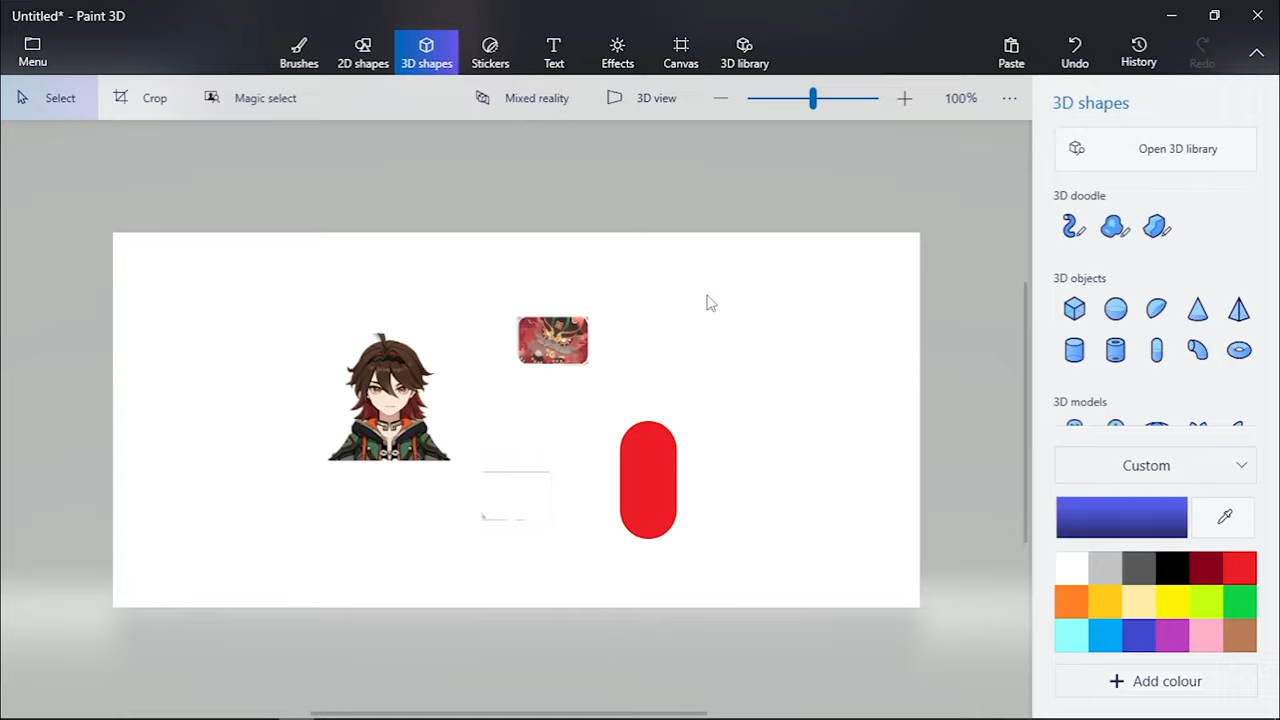 Untitled* - Paint 3D
Menu
Brushes
2D shapes
3D shapes
Stickers
Text
Effects
Canvas
3D library
Paste
Undo
History
Redo
Select
Crop
Magic select
Mixed reality
3D view
100%
3D shapes
Open 3D library
3D doodle
3D objects
3D models
Custom
Add colour